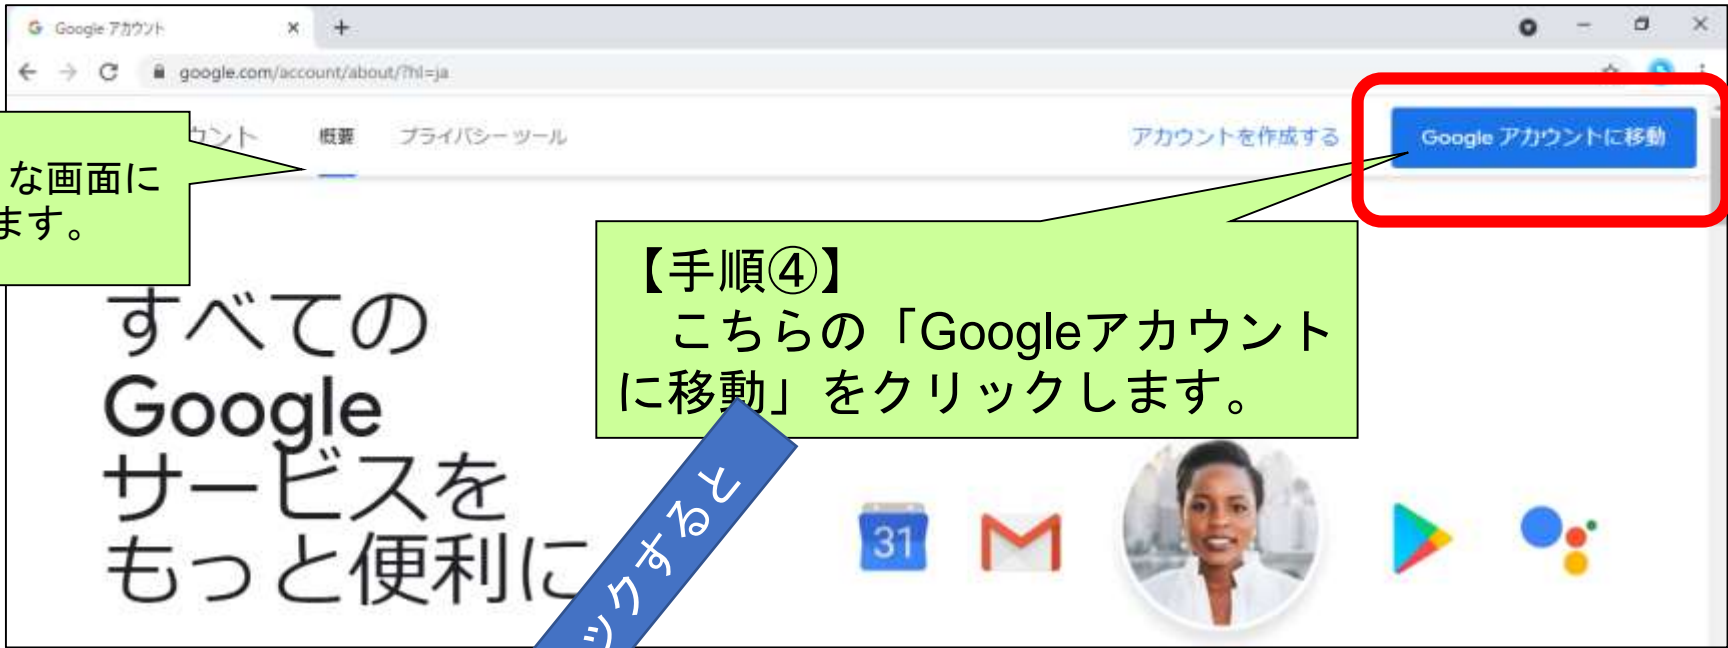 Google アカウント
google.com/account/about/?hl=ja
カウント 概要 プライバシー ツール アカウントを作成する Google アカウントに移動
な画面に
ます。
【手順④】
こちらの「Googleアカウント
に移動」をクリックします。
すべての
Google
サービスを
もっと便利に
ックすると
31